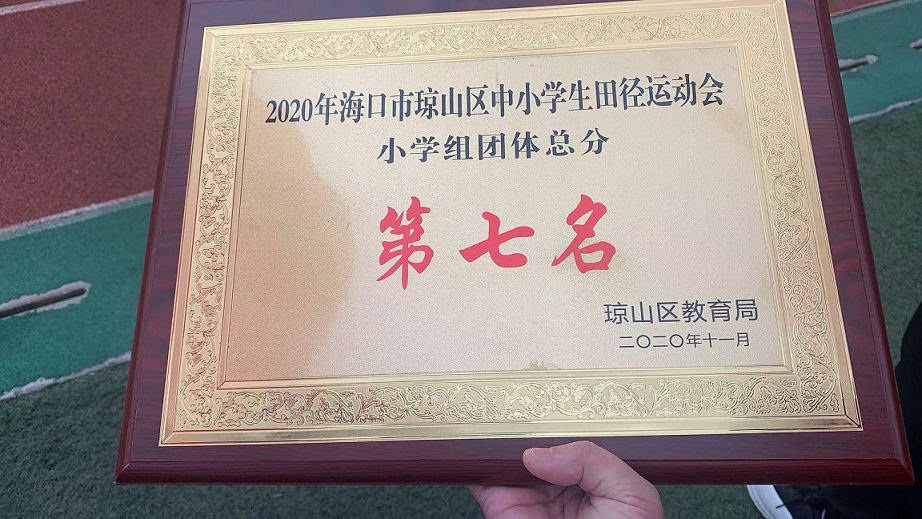 2020年海口市琼山区中小学生田径运动会
小学组团体总分
第七名
琼山区教育局
二〇二〇年十一月